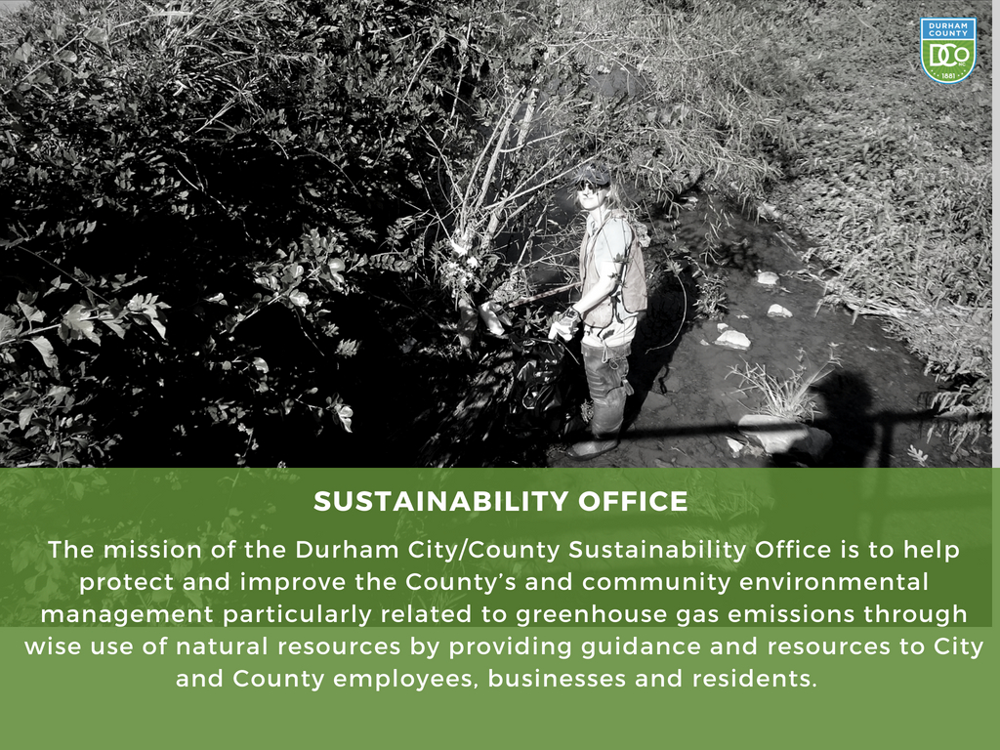 DURHAM
COUNTY
DCO
NC
1881
SUSTAINABILITY OFFICE
The mission of the Durham City/County Sustainability Office is to help
protect and improve the County’s and community environmental
management particularly related to greenhouse gas emissions through
wise use of natural resources by providing guidance and resources to City
and County employees, businesses and residents.